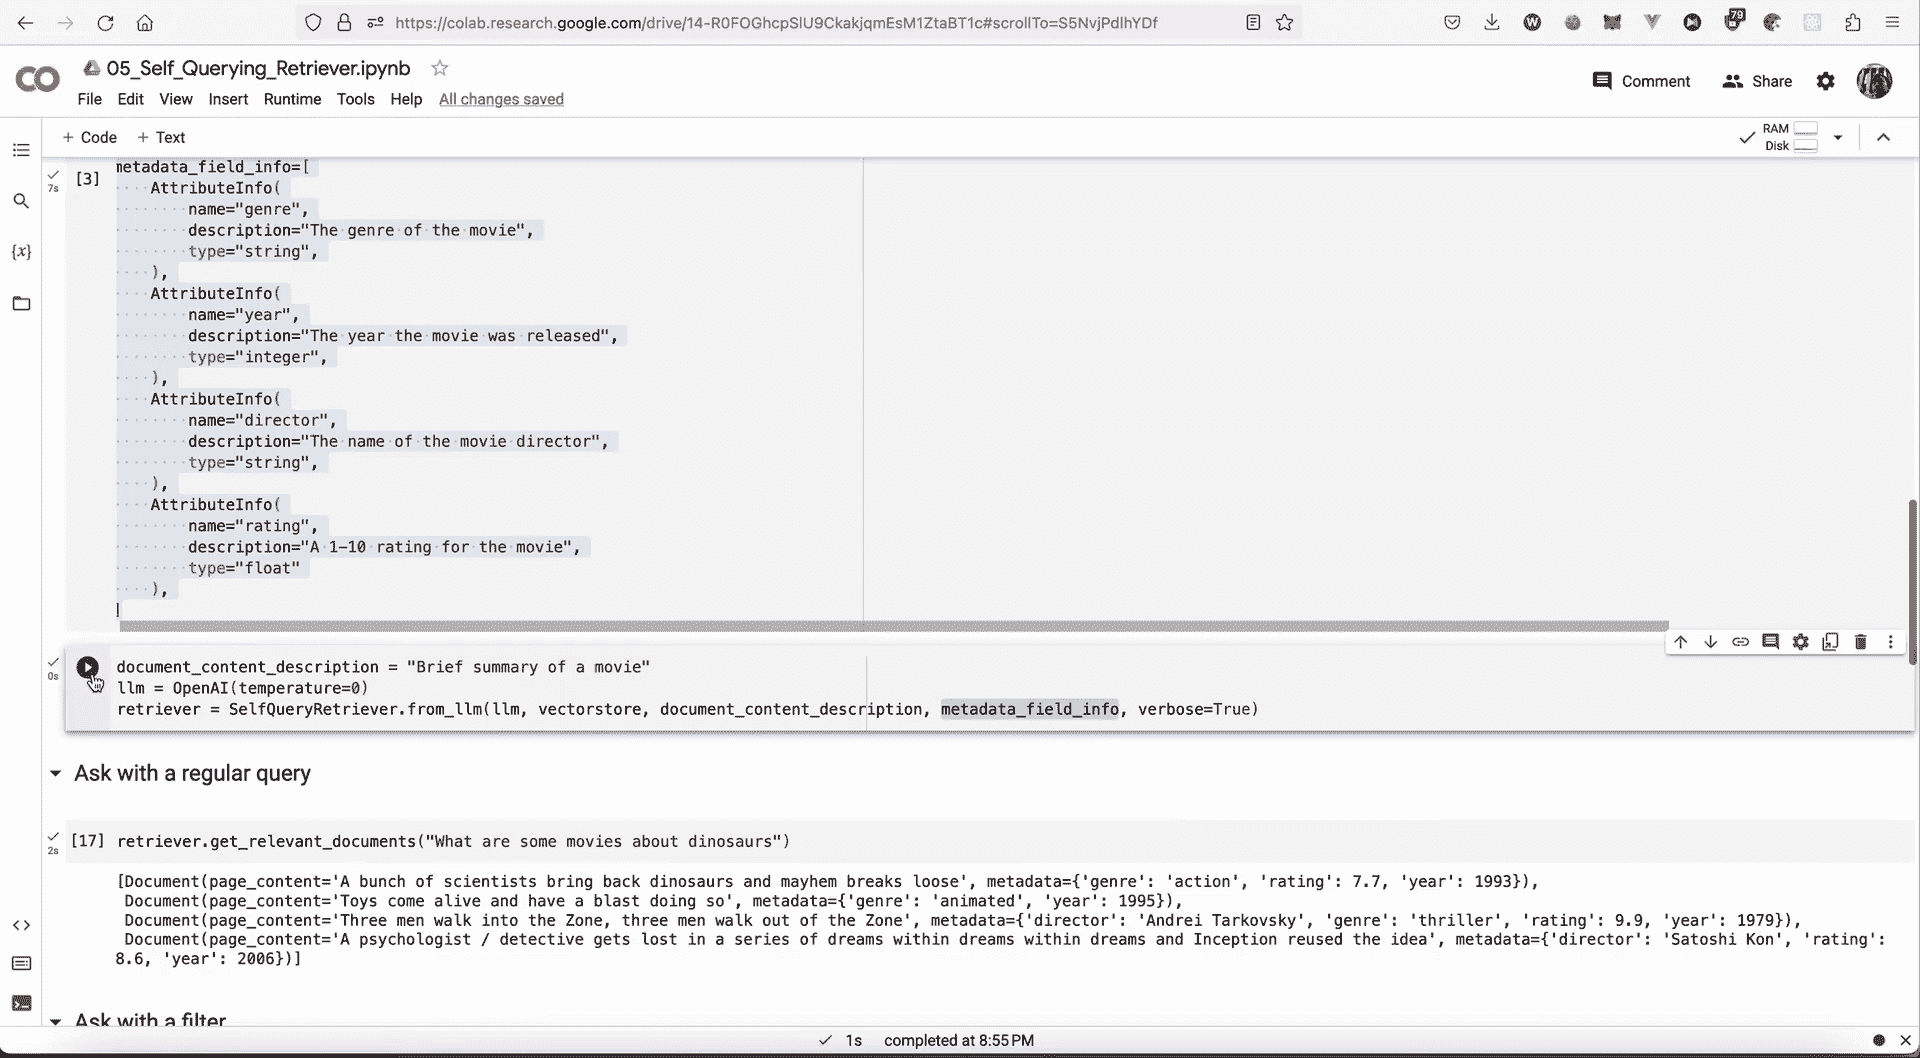 https://colab.research.google.com/drive/14-R0FOGhcpSlU9CkakjqmEsM1ZtaBT1c#scrollTo=S5NvjPdlhYDf
79
CO
05_Self_Querying_Retriever.ipynb
Comment
Share
File Edit View Insert Runtime Tools Help All changes saved
+ Code + Text
RAM
Disk
{x}
7s
[3]
metadata_field_info=[
AttributeInfo(
name="genre",
description="The genre of the movie",
type="string",
),
AttributeInfo(
name="year",
description="The year the movie was released",
type="integer",
),
AttributeInfo(
name="director",
description="The name of the movie director",
type="string",
),
AttributeInfo(
name="rating",
description="A 1-10 rating for the movie",
type="float"
),
]
0s
document_content_description = "Brief summary of a movie"
llm = OpenAI(temperature=0)
retriever = SelfQueryRetriever.from_llm(llm, vectorstore, document_content_description, metadata_field_info, verbose=True)
Ask with a regular query
2s
[17] retriever.get_relevant_documents("What are some movies about dinosaurs")
[Document(page_content='A bunch of scientists bring back dinosaurs and mayhem breaks loose', metadata={'genre': 'action', 'rating': 7.7, 'year': 1993}),
Document(page_content='Toys come alive and have a blast doing so', metadata={'genre': 'animated', 'year': 1995}),
Document(page_content='Three men walk into the Zone, three men walk out of the Zone', metadata={'director': 'Andrei Tarkovsky', 'genre': 'thriller', 'rating': 9.9, 'year': 1979}),
Document(page_content='A psychologist / detective gets lost in a series of dreams within dreams within dreams and Inception reused the idea', metadata={'director': 'Satoshi Kon', 'rating':
8.6, 'year': 2006})]
Ask with a filter
1s completed at 8:55 PM